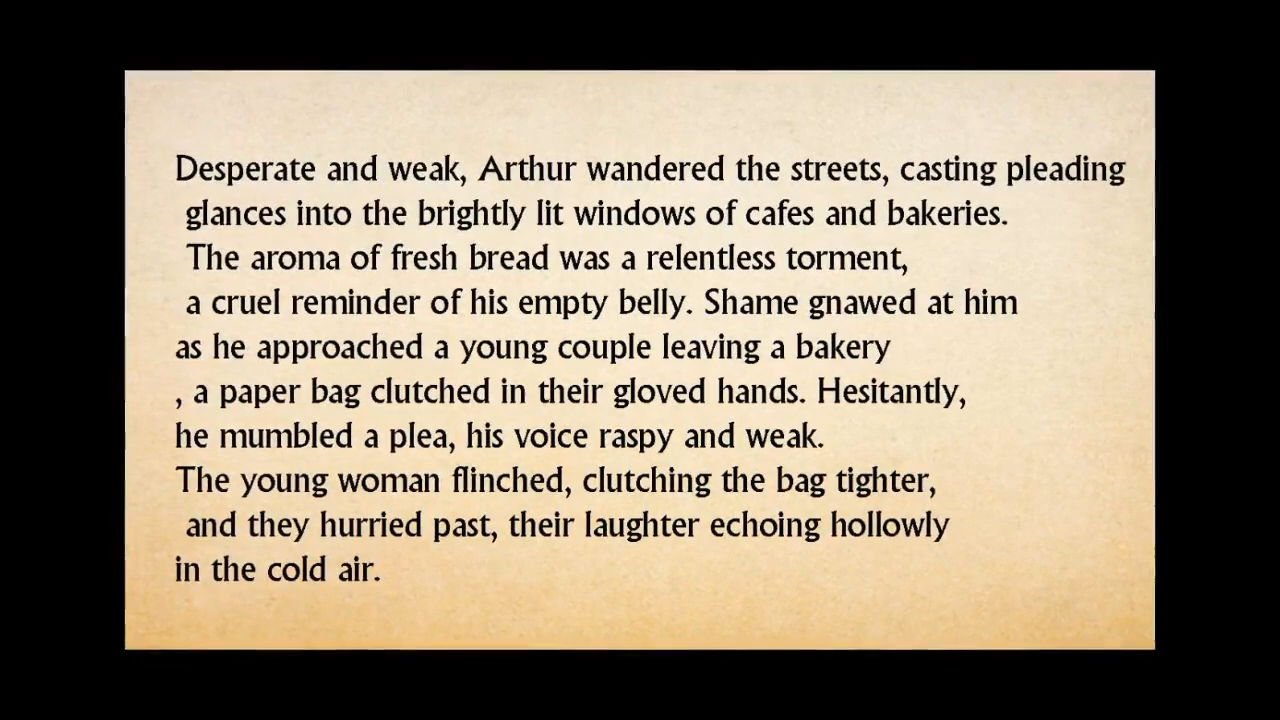 Desperate and weak, Arthur wandered the streets, casting pleading
glances into the brightly lit windows of cafes and bakeries.
The aroma of fresh bread was a relentless torment,
a cruel reminder of his empty belly. Shame gnawed at him
as he approached a young couple leaving a bakery
, a paper bag clutched in their gloved hands. Hesitantly,
he mumbled a plea, his voice raspy and weak.
The young woman flinched, clutching the bag tighter,
and they hurried past, their laughter echoing hollowly
in the cold air.